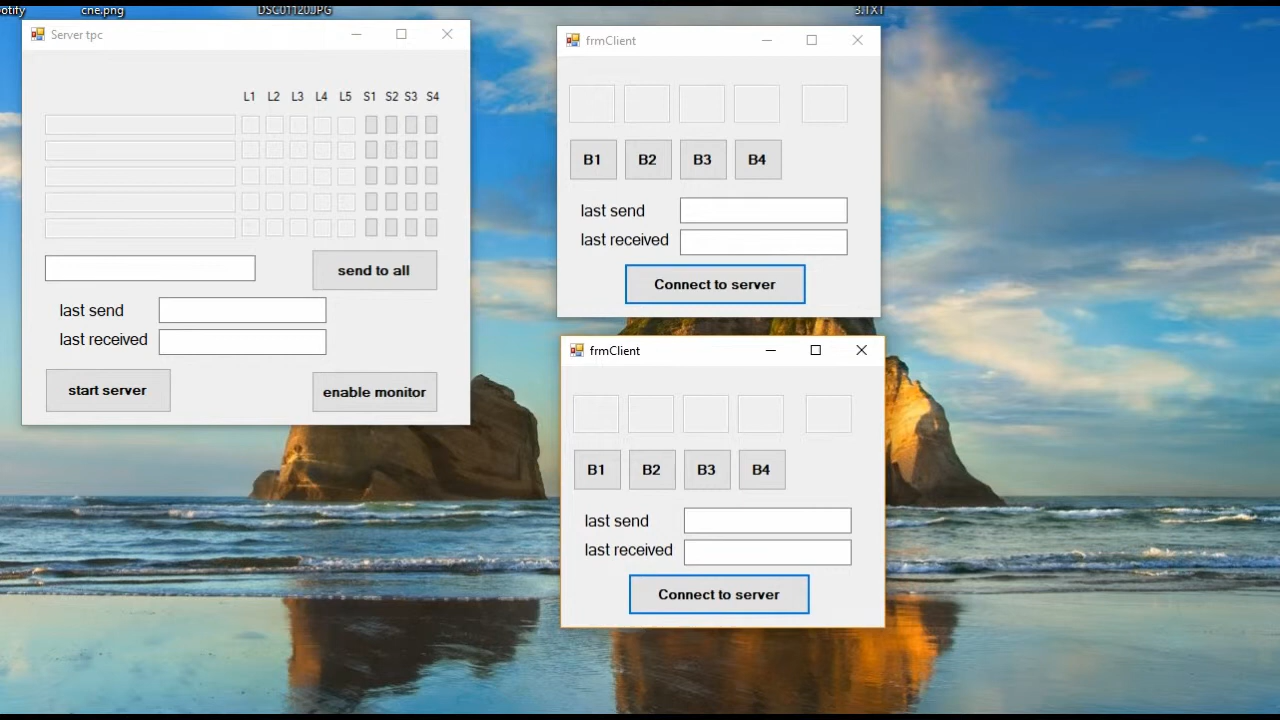 otify
cne.png
DSC01120.JPG
3.TXT
Server tpc
L1 L2 L3 L4 L5 S1 S2 S3 S4
send to all
last send
last received
start server
enable monitor
frmClient
B1 B2 B3 B4
last send
last received
Connect to server
frmClient
B1 B2 B3 B4
last send
last received
Connect to server